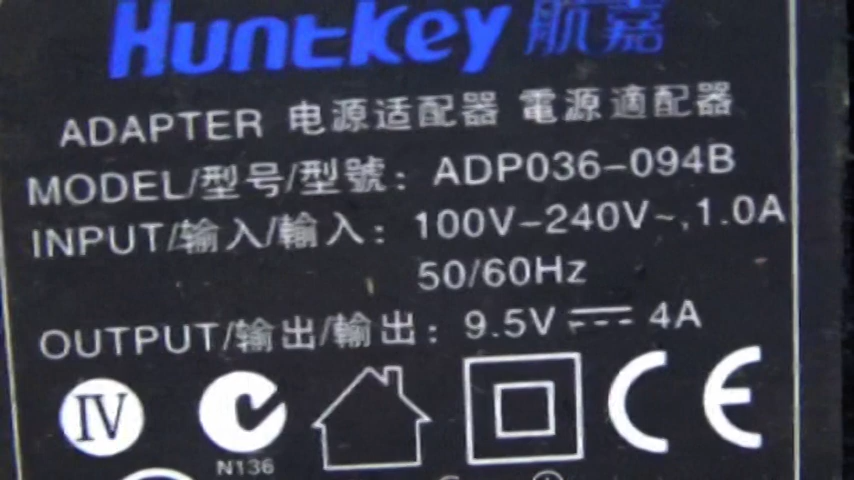 Huntkey 航嘉
ADAPTER 电源适配器 電源適配器
MODEL/型号/型號: ADP036-094B
INPUT/输入/輸入: 100V-240V~,1.0A
50/60Hz
OUTPUT/输出/輸出: 9.5V⎓4A
IV
CE
N136